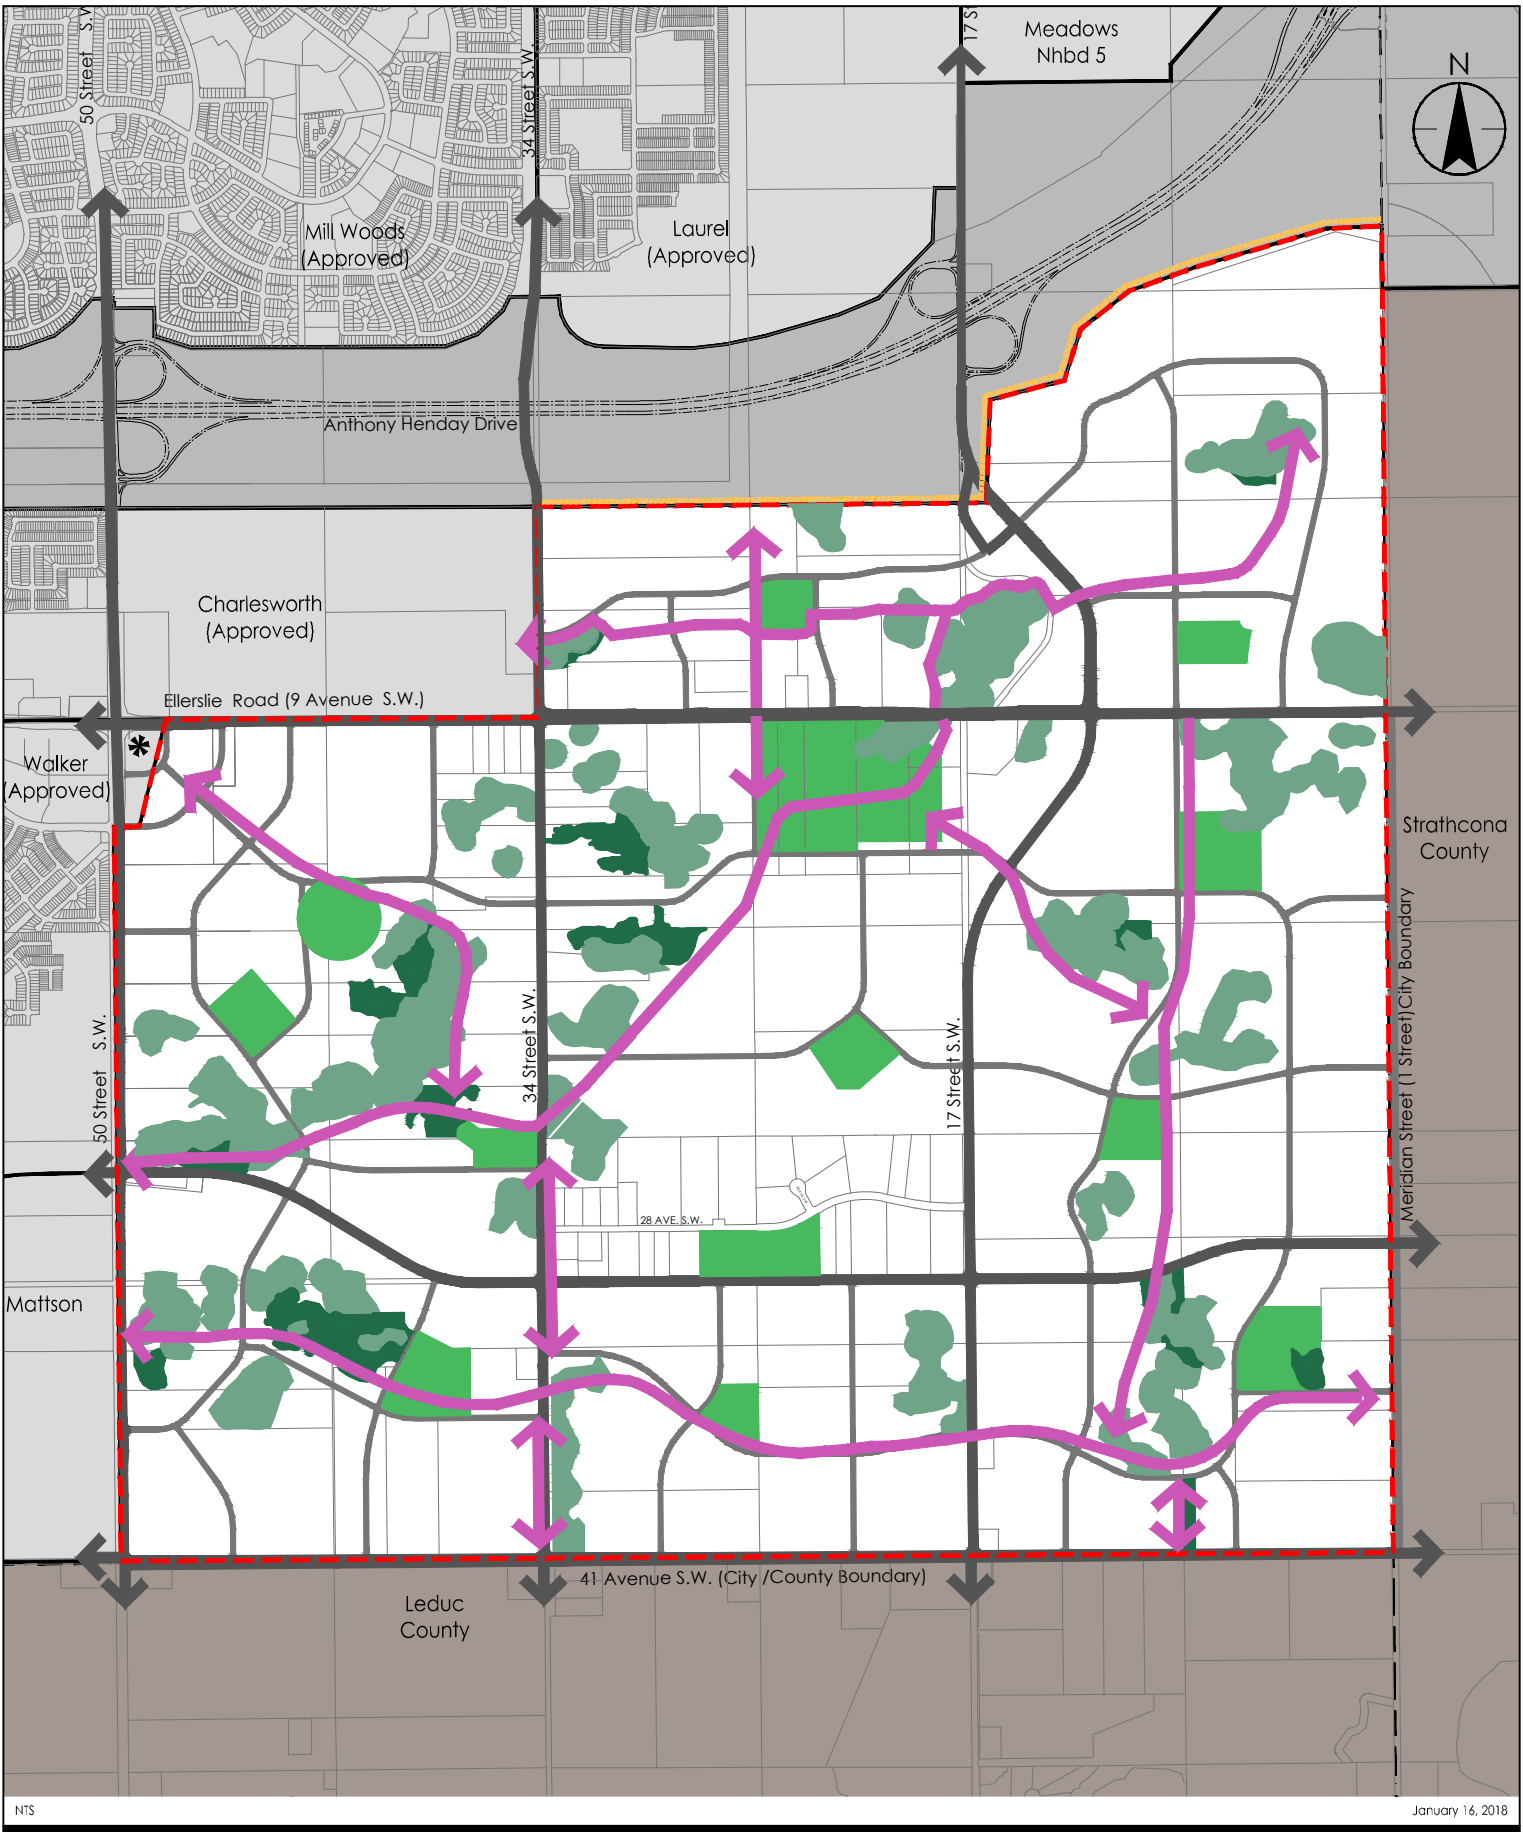 50 Street S.W
34 Street S.W.
17 St
Meadows
Nhbd 5
N
Mill Woods
(Approved)
Laurel
(Approved)
Anthony Henday Drive
Charlesworth
(Approved)
Ellerslie Road (9 Avenue S.W.)
*
Walker
(Approved)
Strathcona
County
50 Street S.W.
34 Street S.W.
17 Street S.W.
Meridian Street (1 Street) City Boundary
28 AVE. S.W.
Mattson
41 Avenue S.W. (City /County Boundary)
Leduc
County
NTS
January 16, 2018